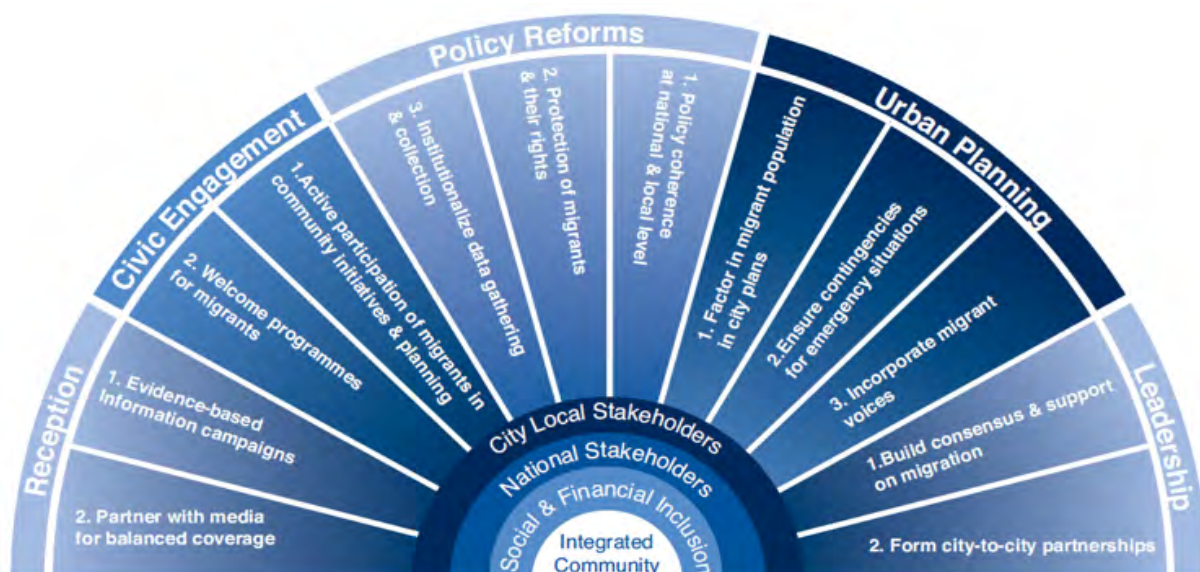 Reception
2. Partner with media
for balanced coverage
1. Evidence-based
Information campaigns
Civic Engagement
2. Welcome programmes
for migrants
1.Active participation of migrants in
community initiatives & planning
Policy Reforms
3. Institutionalize data gathering
& collection
2. Protection of migrants
& their rights
1. Policy coherence
at national & local level
Urban Planning
1. Factor in migrant population
in city plans
2.Ensure contingencies
for emergency situations
3. Incorporate migrant
voices
Leadership
1.Build consensus & support
on migration
2. Form city-to-city partnerships
City Local Stakeholders
National Stakeholders
Social & Financial Inclusion
Integrated
Community